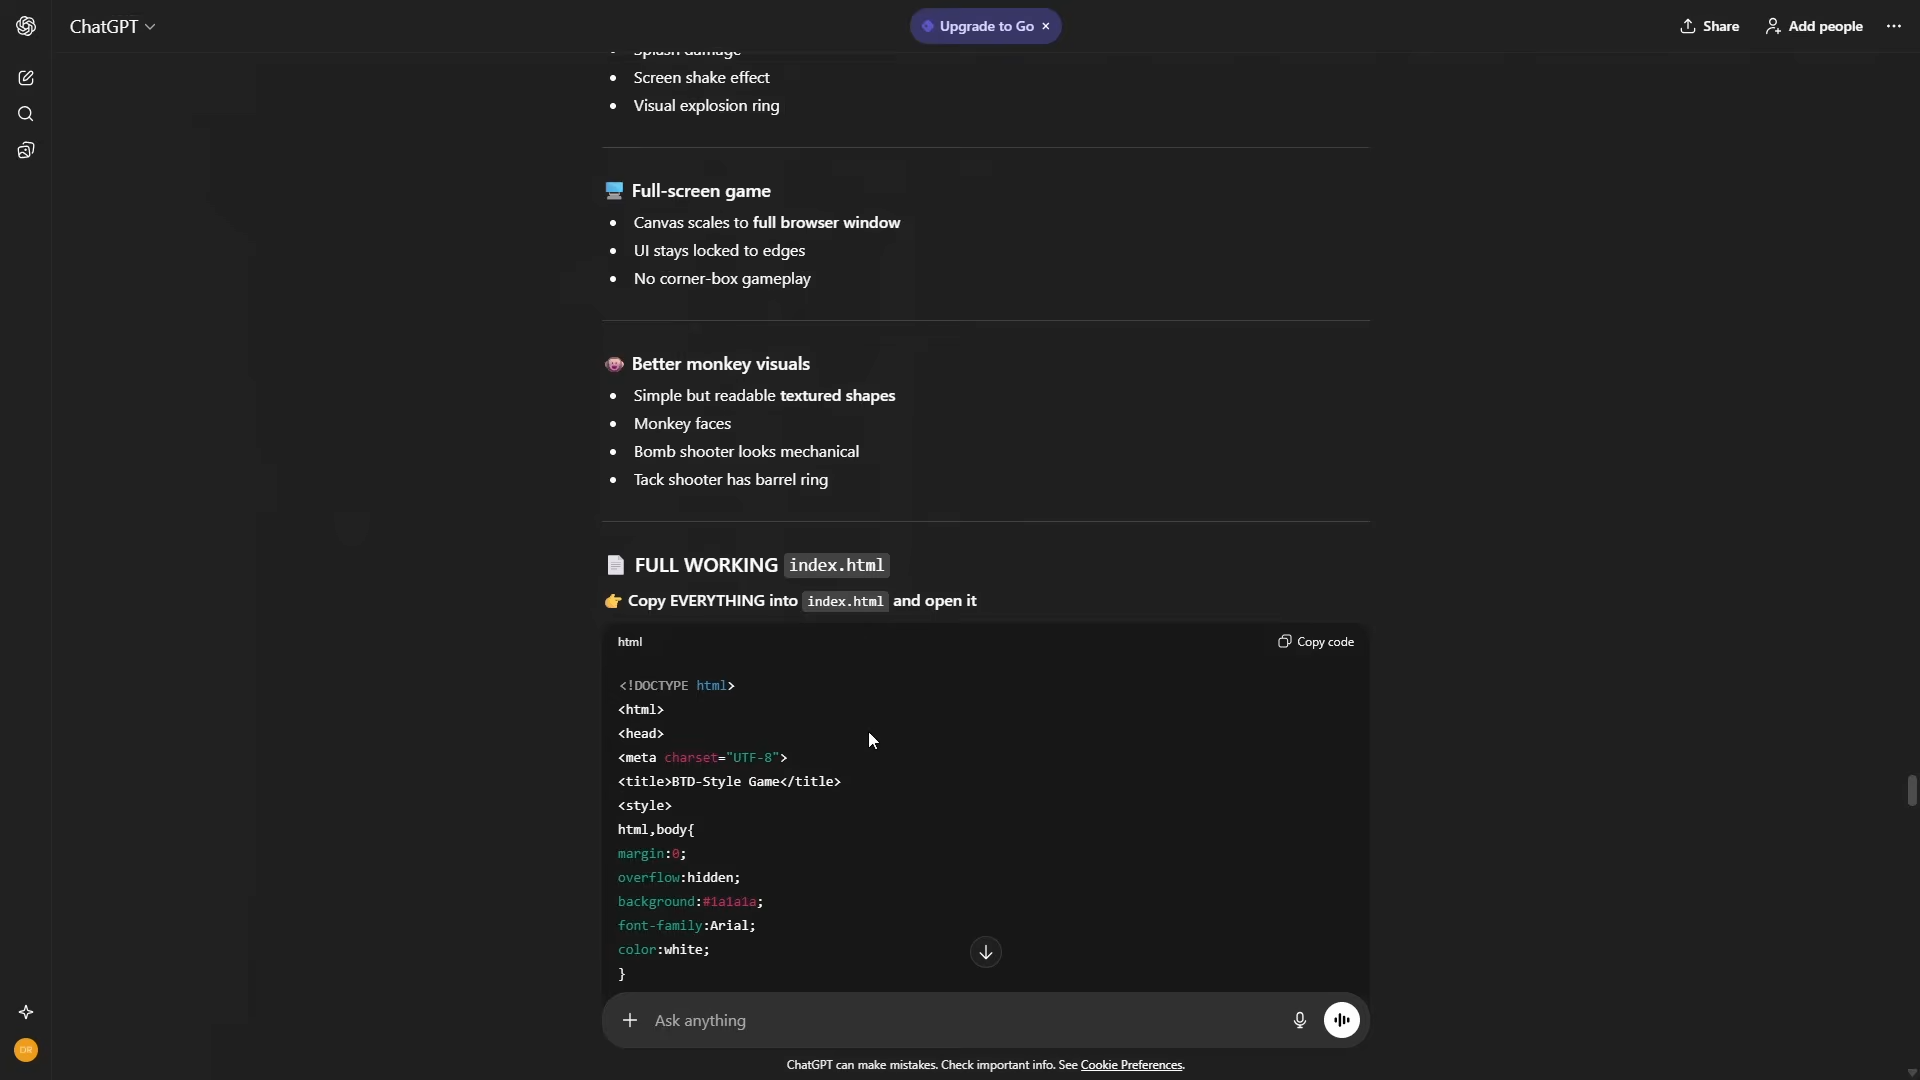 ChatGPT
Upgrade to Go ×
Share
Add people
Splash damage
Screen shake effect
Visual explosion ring
Full-screen game
Canvas scales to full browser window
UI stays locked to edges
No corner-box gameplay
Better monkey visuals
Simple but readable textured shapes
Monkey faces
Bomb shooter looks mechanical
Tack shooter has barrel ring
FULL WORKING index.html
Copy EVERYTHING into index.html and open it
html
Copy code
<!DOCTYPE html>
<html>
<head>
<meta charset="UTF-8">
<title>BTD-Style Game</title>
<style>
html,body{
margin:0;
overflow:hidden;
background:#1a1a1a;
font-family:Arial;
color:white;
}
Ask anything
DR
ChatGPT can make mistakes. Check important info. See Cookie Preferences.